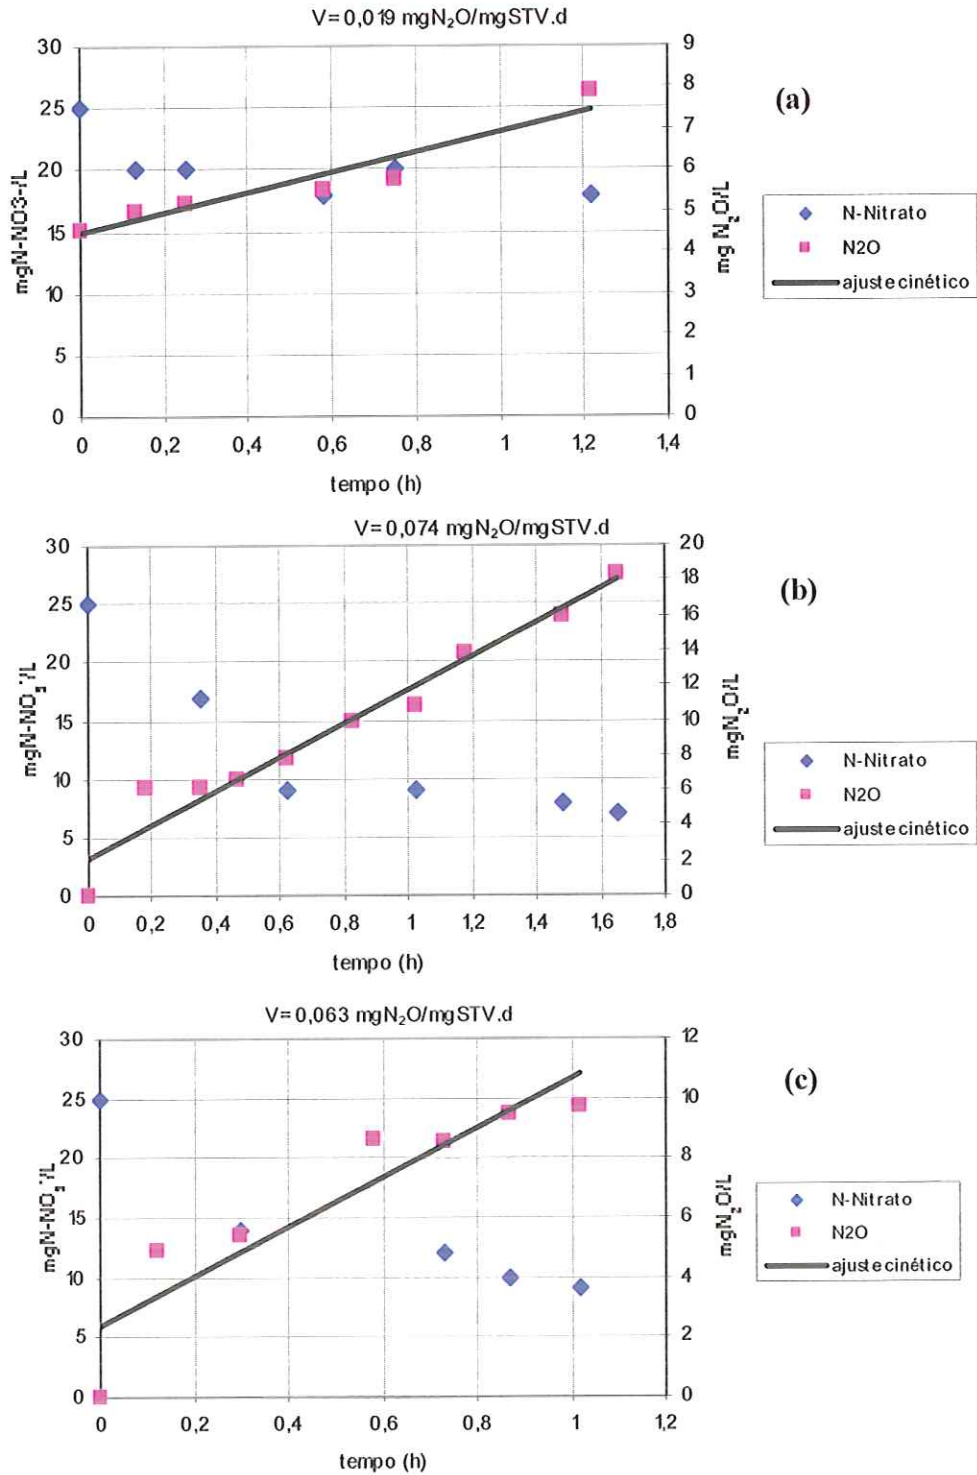 V= 0,019 mgN₂O/mgSTV.d
30
25
20
15
10
5
0
mgN-NO3-/L
9
8
7
6
5
4
3
2
1
0
mg N₂O/L
0 0,2 0,4 0,6 0,8 1 1,2 1,4
tempo (h)
(a)
N-Nitrato
N2O
ajuste cinético
V= 0,074 mgN₂O/mgSTV.d
30
25
20
15
10
5
0
20
18
16
14
12
10
8
6
4
2
0
mgN₂O/L
0 0,2 0,4 0,6 0,8 1 1,2 1,4 1,6 1,8
tempo (h)
(b)
N-Nitrato
N2O
ajuste cinético
V= 0,063 mgN₂O/mgSTV.d
30
25
20
15
10
5
0
12
10
8
6
4
2
0
mgN₂O/L
0 0,2 0,4 0,6 0,8 1 1,2
tempo (h)
(c)
N-Nitrato
N2O
ajuste cinético